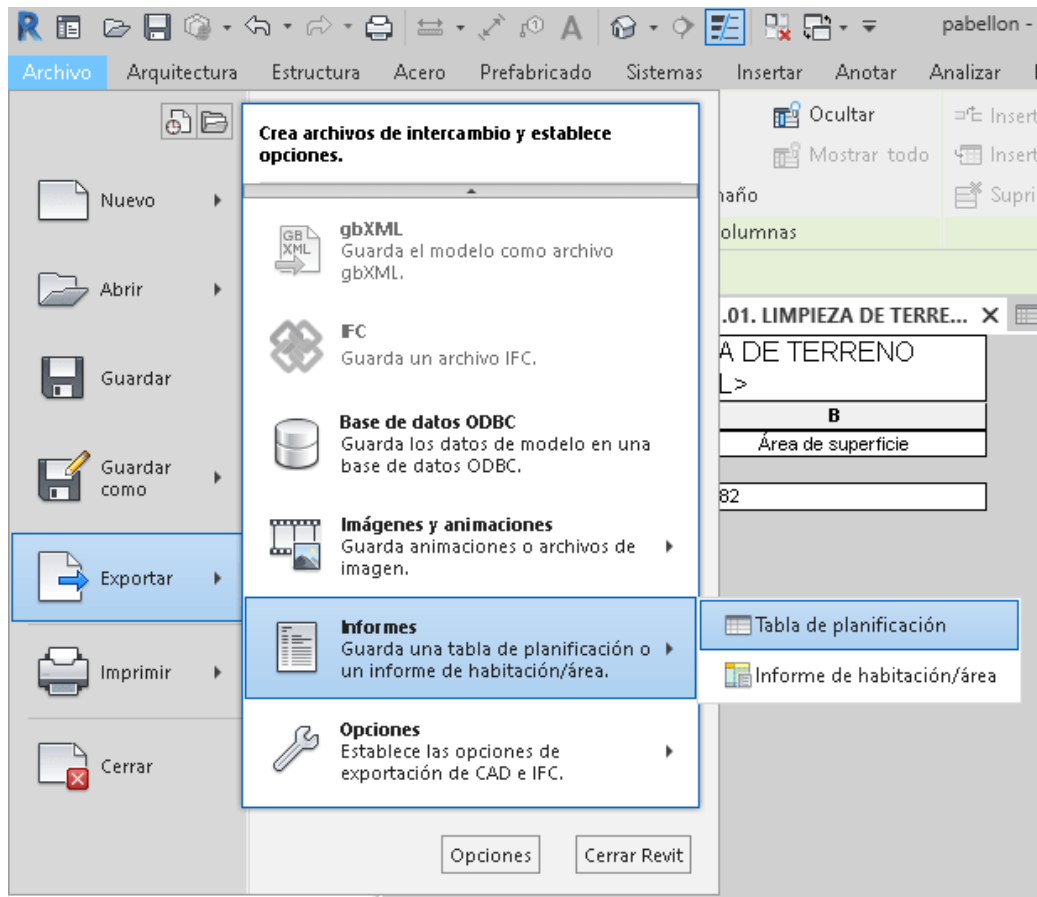 pabellon -
Archivo Arquitectura Estructura Acero Prefabricado Sistemas Insertar Anotar Analizar
Crea archivos de intercambio y establece
opciones.
Nuevo
Abrir
Guardar
Guardar
como
Exportar
Imprimir
Cerrar
GB
XML
gbXML
Guarda el modelo como archivo
gbXML.
IFC
Guarda un archivo IFC.
Base de datos ODBC
Guarda los datos de modelo en una
base de datos ODBC.
Imágenes y animaciones
Guarda animaciones o archivos de
imagen.
Informes
Guarda una tabla de planificación o
un informe de habitación/área.
Opciones
Establece las opciones de
exportación de CAD e IFC.
Tabla de planificación
Informe de habitación/área
Opciones Cerrar Revit
Ocultar Insert
Mostrar todo Insert
maño Supri
olumnas
.01. LIMPIEZA DE TERRE...
A DE TERRENO
L>
B
Área de superficie
82